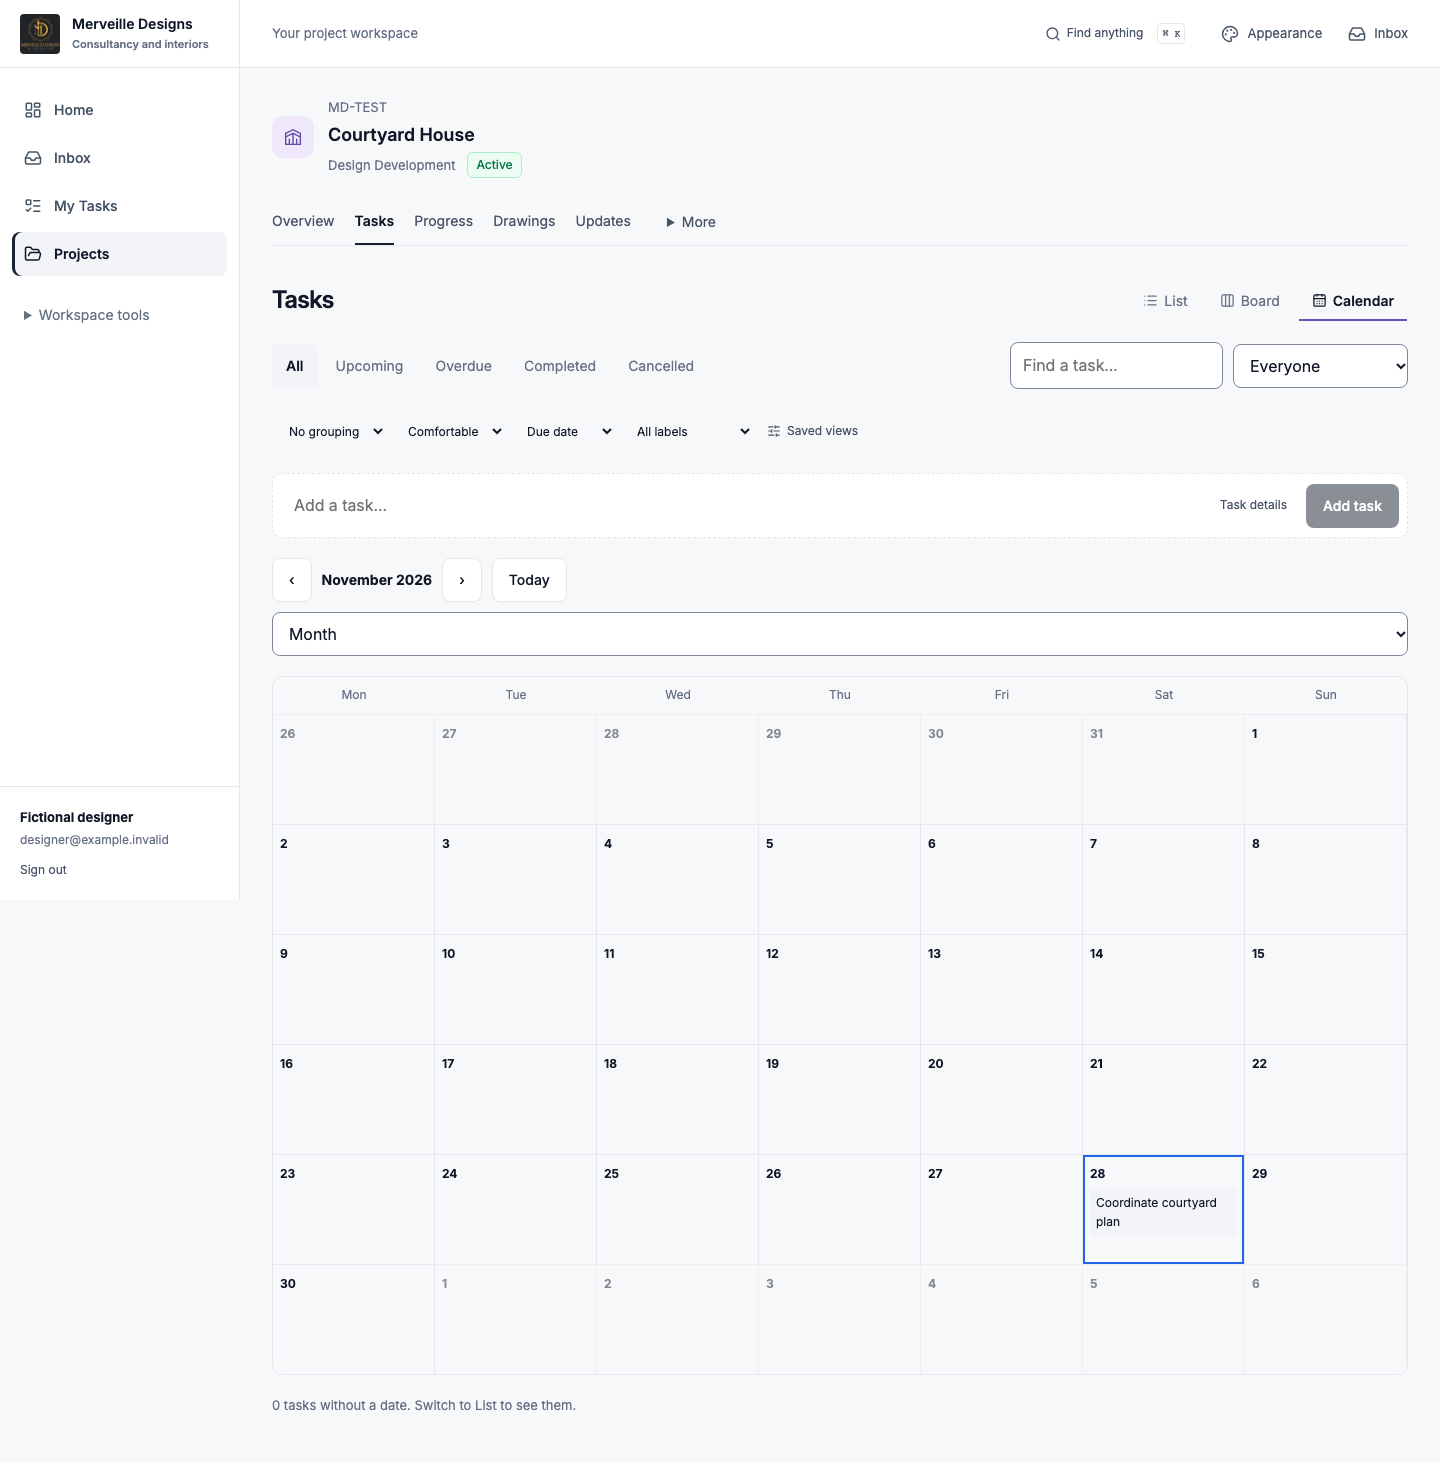 Merveille Designs
Consultancy and interiors
Your project workspace
Find anything ⌘ K
Appearance
Inbox
Home
Inbox
My Tasks
Projects
Workspace tools
Fictional designer
designer@example.invalid
Sign out
MD-TEST
Courtyard House
Design Development Active
Overview Tasks Progress Drawings Updates More
Tasks
List Board Calendar
All Upcoming Overdue Completed Cancelled
Find a task... Everyone
No grouping Comfortable Due date All labels Saved views
Add a task... Task details Add task
‹ November 2026 › Today
Month
Mon Tue Wed Thu Fri Sat Sun
26 27 28 29 30 31 1
2 3 4 5 6 7 8
9 10 11 12 13 14 15
16 17 18 19 20 21 22
23 24 25 26 27 28 29
Coordinate courtyard
plan
30 1 2 3 4 5 6
0 tasks without a date. Switch to List to see them.